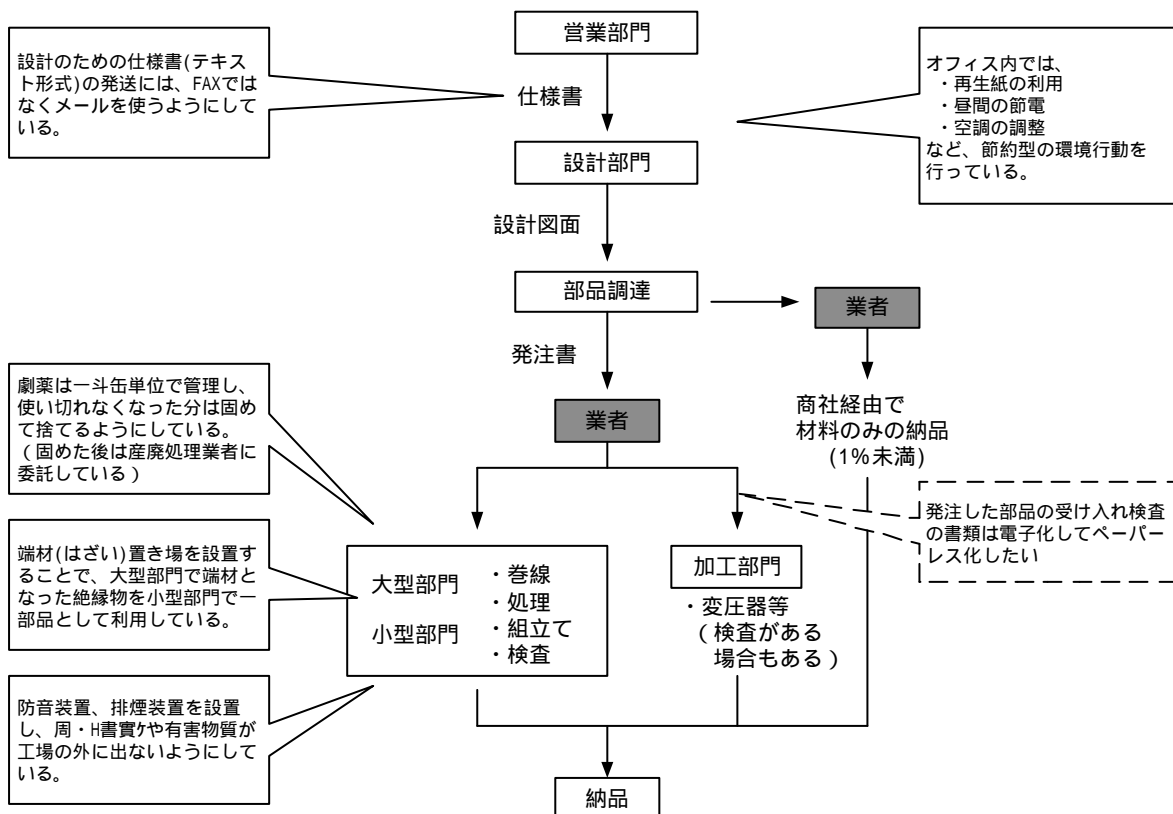 営業部門
設計のための仕様書(テキス
ト形式)の発送には、FAXでは
なくメールを使うようにして
いる。
仕様書
オフィス内では、
・再生紙の利用
・昼間の節電
・空調の調整
など、節約型の環境行動を
行っている。
設計部門
設計図面
部品調達
業者
発注書
劇薬は一斗缶単位で管理し、
使い切れなくなった分は固め
て捨てるようにしている。
(固めた後は産廃処理業者に
委託している)
業者
商社経由で
材料のみの納品
(1%未満)
発注した部品の受け入れ検査
の書類は電子化してペーパー
レス化したい
端材(はざい)置き場を設置す
ることで、大型部門で端材と
なった絶縁物を小型部門で一
部品として利用している。
大型部門
小型部門
・巻線
・処理
・組立て
・検査
加工部門
・変圧器等
(検査がある
場合もある)
防音装置、排煙装置を設置
し、周・H書實ｹや有害物質が
工場の外に出ないようにして
いる。
納品